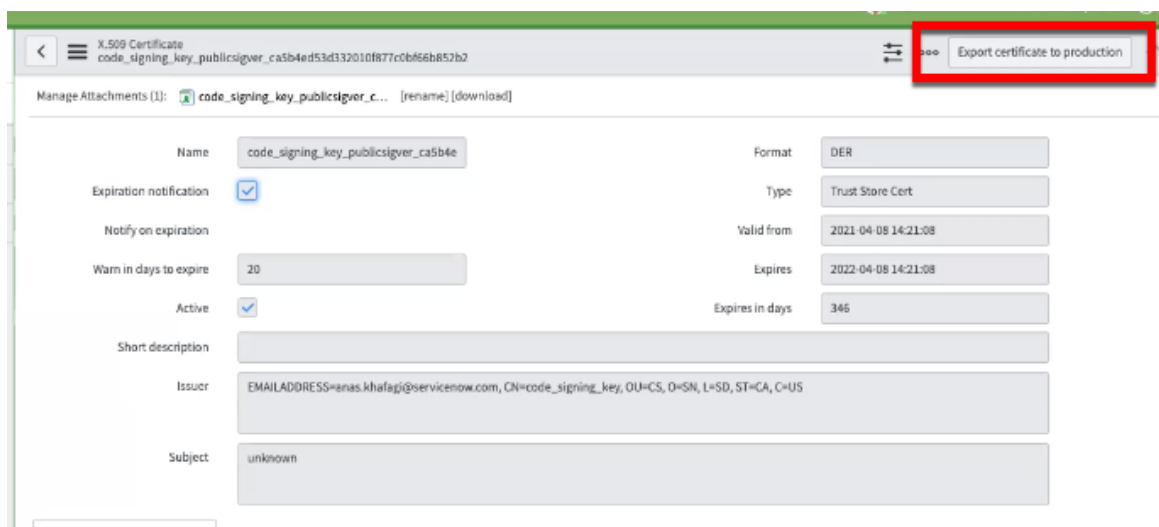 X.509 Certificate
code_signing_key_publicsigver_ca5b4ed53d332010f877c0bf66b852b2
Export certificate to production
Manage Attachments (1): code_signing_key_publicsigver_c... [rename] [download]
Name code_signing_key_publicsigver_ca5b4e Format DER
Expiration notification Type Trust Store Cert
Notify on expiration Valid from 2021-04-08 14:21:08
Warn in days to expire 20 Expires 2022-04-08 14:21:08
Active Expires in days 346
Short description
Issuer EMAILADDRESS=anas.khafagi@servicenow.com, CN=code_signing_key, OU=CS, O=SN, L=SD, ST=CA, C=US
Subject unknown